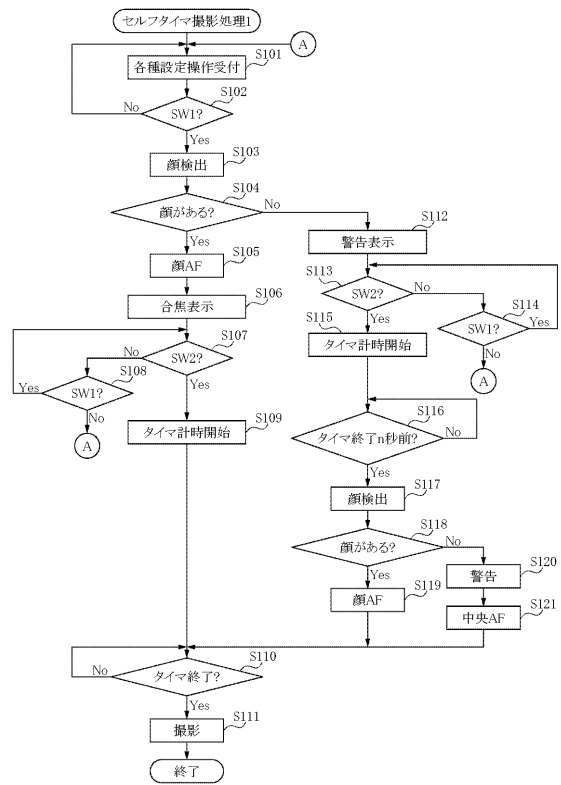 セルフタイマ撮影処理1
A
S101
各種設定操作受付
S102
SW1?
No
Yes
S103
顔検出
S104
顔がある?
No
Yes
S105
顔AF
S106
合焦表示
S107
SW2?
No
Yes
S108
SW1?
Yes
No
A
S109
タイマ計時開始
S112
警告表示
S113
SW2?
No
Yes
S114
SW1?
Yes
No
A
S115
タイマ計時開始
S116
タイマ終了n秒前?
No
Yes
S117
顔検出
S118
顔がある?
No
Yes
S119
顔AF
S120
警告
S121
中央AF
S110
タイマ終了?
No
Yes
S111
撮影
終了